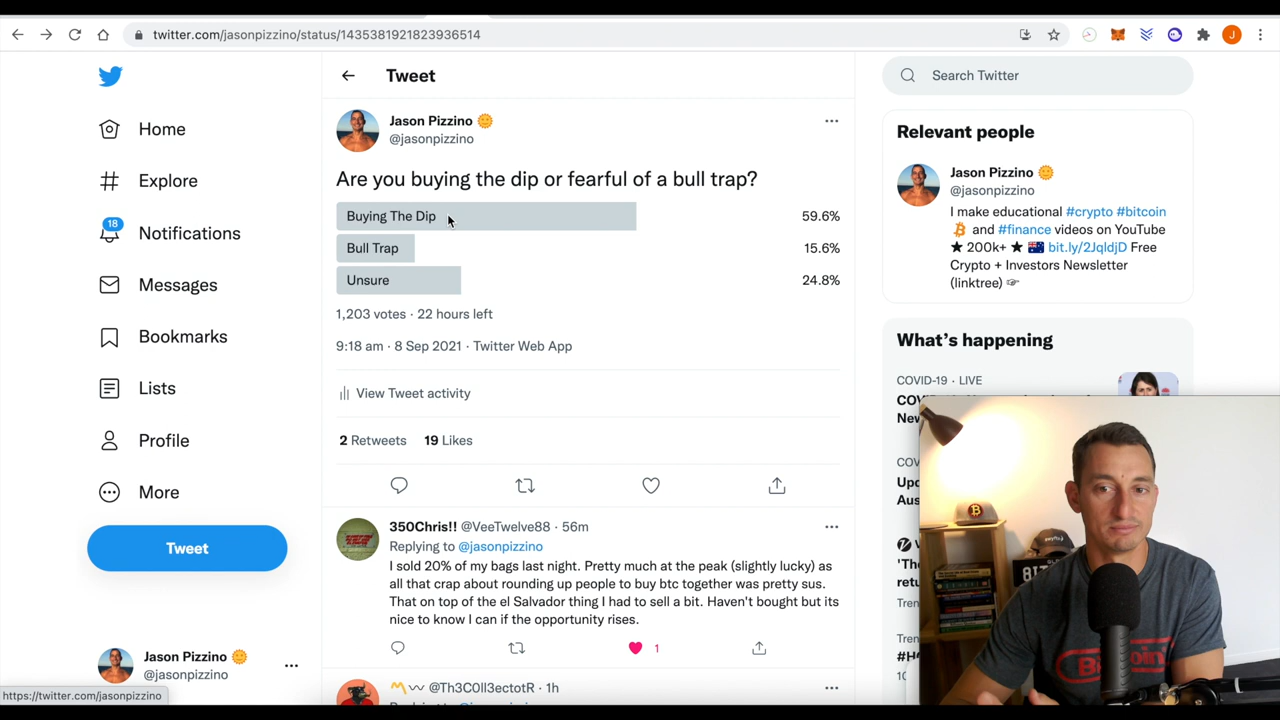 twitter.com/jasonpizzino/status/1435381921823936514
J
Home
Explore
18
Notifications
Messages
Bookmarks
Lists
Profile
More
Tweet
Jason Pizzino
@jasonpizzino
https://twitter.com/jasonpizzino
Tweet
Jason Pizzino
@jasonpizzino
Are you buying the dip or fearful of a bull trap?
Buying The Dip 59.6%
Bull Trap 15.6%
Unsure 24.8%
1,203 votes · 22 hours left
9:18 am · 8 Sep 2021 · Twitter Web App
View Tweet activity
2 Retweets 19 Likes
350Chris!! @VeeTwelve88 · 56m
Replying to @jasonpizzino
I sold 20% of my bags last night. Pretty much at the peak (slightly lucky) as
all that crap about rounding up people to buy btc together was pretty sus.
That on top of the el Salvador thing I had to sell a bit. Haven't bought but its
nice to know I can if the opportunity rises.
1
@Th3C0ll3ectotR · 1h
Search Twitter
Relevant people
Jason Pizzino
@jasonpizzino
I make educational #crypto #bitcoin
and #finance videos on YouTube
★ 200k+ ★ bit.ly/2JqldjD Free
Crypto + Investors Newsletter
(linktree)
What's happening
COVID-19 · LIVE